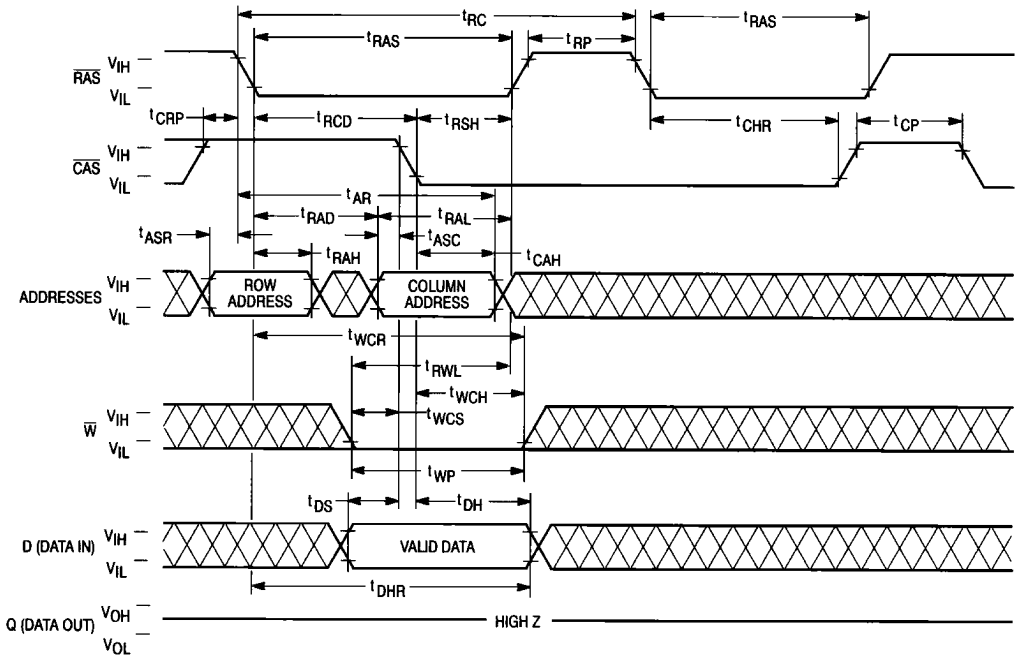 tRC
tRAS tRP tRAS
RAS VIH VIL
tCRP tRCD tRSH tCHR tCP
CAS VIH VIL
tAR
tRAD tRAL
tASR tRAH tASC tCAH
ADDRESSES VIH VIL ROW ADDRESS COLUMN ADDRESS
tWCR
tRWL
tWCH
W VIH VIL tWCS
tWP
tDS tDH
D (DATA IN) VIH VIL VALID DATA
tDHR
Q (DATA OUT) VOH VOL HIGH Z